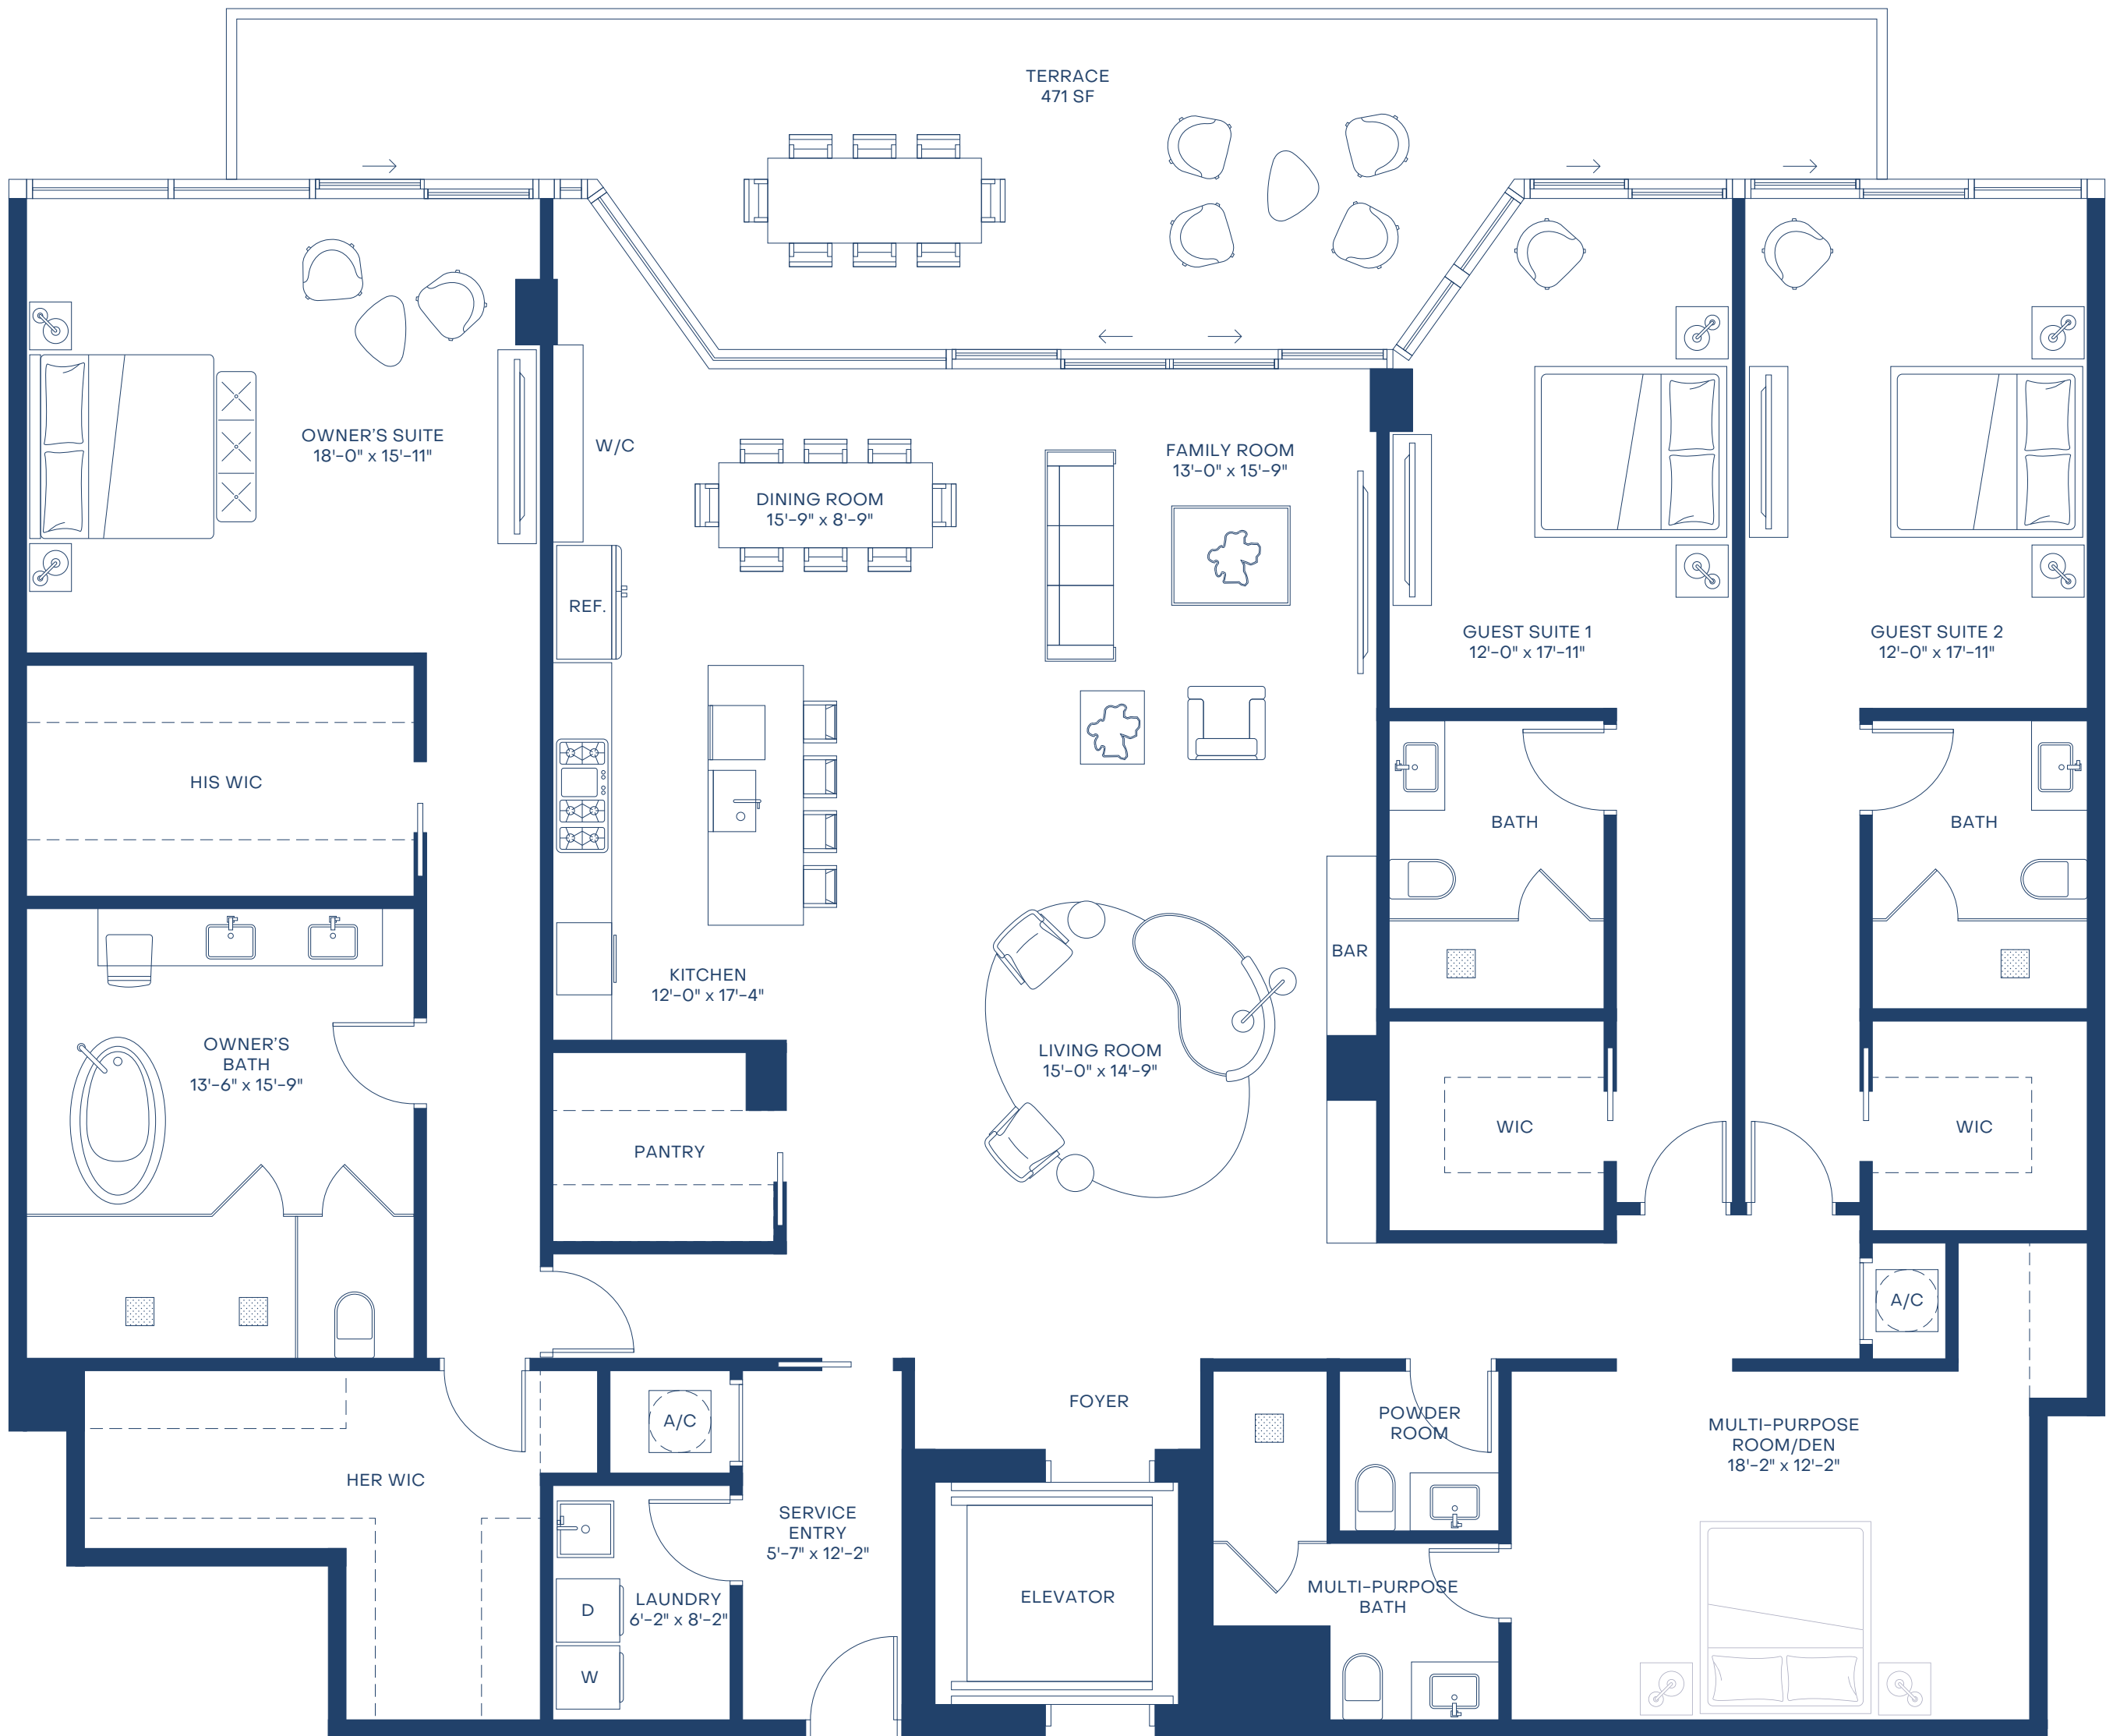 TERRACE
471 SF
OWNER'S SUITE
18'-0" x 15'-11"
W/C
DINING ROOM
15'-9" x 8'-9"
FAMILY ROOM
13'-0" x 15'-9"
REF.
GUEST SUITE 1
12'-0" x 17'-11"
GUEST SUITE 2
12'-0" x 17'-11"
HIS WIC
BATH
BATH
BAR
KITCHEN
12'-0" x 17'-4"
OWNER'S
BATH
13'-6" x 15'-9"
LIVING ROOM
15'-0" x 14'-9"
PANTRY
WIC
WIC
A/C
FOYER
A/C
POWDER
ROOM
MULTI-PURPOSE
ROOM/DEN
18'-2" x 12'-2"
HER WIC
SERVICE
ENTRY
5'-7" x 12'-2"
ELEVATOR
MULTI-PURPOSE
BATH
D
LAUNDRY
6'-2" x 8'-2"
W